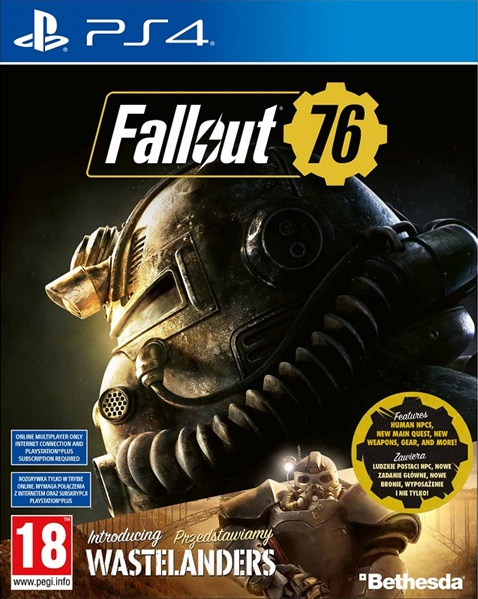 PS4
Fallout 76
ONLINE MULTIPLAYER ONLY
INTERNET CONNECTION AND
PLAYSTATION®PLUS
SUBSCRIPTION REQUIRED
ROZGRYWKA TYLKO W TRYBIE
ONLINE. WYMAGA POŁĄCZENIA
Z INTERNETEM ORAZ SUBSKRYPCJI
PLAYSTATION®PLUS
Features
HUMAN NPCS,
NEW MAIN QUEST, NEW
WEAPONS, GEAR, AND MORE!
Zawiera
LUDZKIE POSTACI NPC, NOWE
ZADANIE GŁÓWNE, NOWE
BRONIE, WYPOSAŻENIE
I NIE TYLKO!
18
www.pegi.info
Introducing Przedstawiamy
WASTELANDERS
Bethesda®